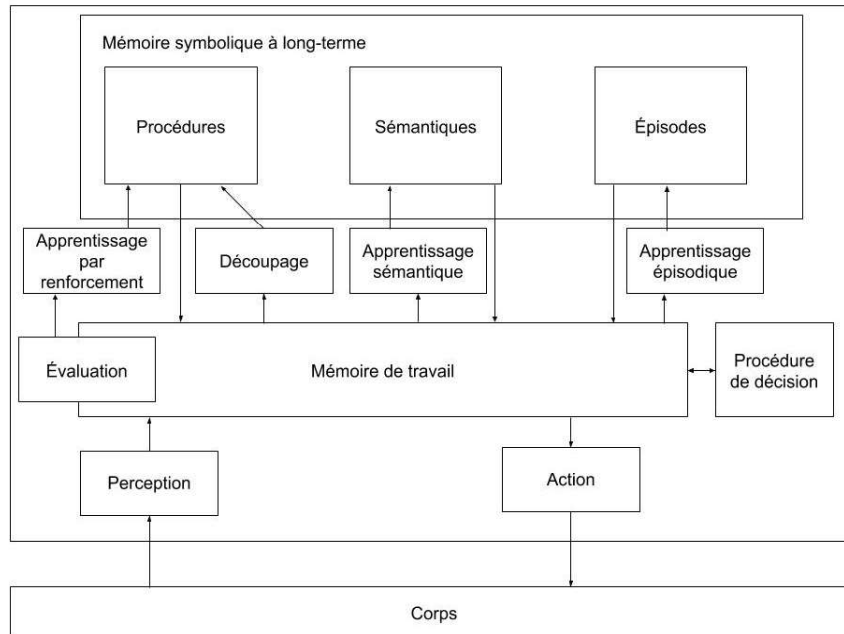 Mémoire symbolique à long-terme
Procédures
Sémantiques
Épisodes
Apprentissage
par
renforcement
Découpage
Apprentissage
sémantique
Apprentissage
épisodique
Évaluation
Mémoire de travail
Procédure
de décision
Perception
Action
Corps